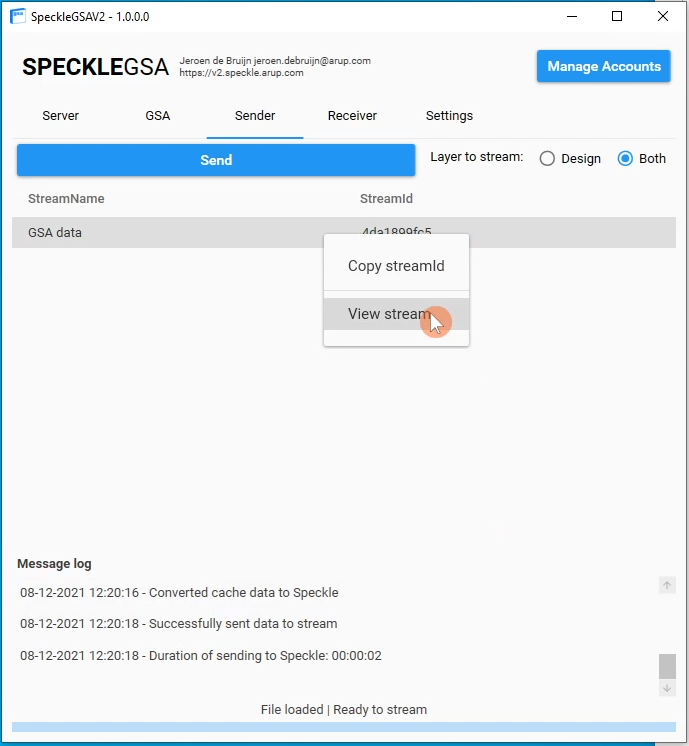 SpeckleGSAV2 - 1.0.0.0
SPECKLEGSA
Jeroen de Bruijn jeroen.debruijn@arup.com
https://v2.speckle.arup.com
Manage Accounts
Server GSA Sender Receiver Settings
Send
Layer to stream: Design Both
StreamName StreamId
GSA data 4da1899fc5
Copy streamId
View stream
Message log
08-12-2021 12:20:16 - Converted cache data to Speckle
08-12-2021 12:20:18 - Successfully sent data to stream
08-12-2021 12:20:18 - Duration of sending to Speckle: 00:00:02
File loaded | Ready to stream